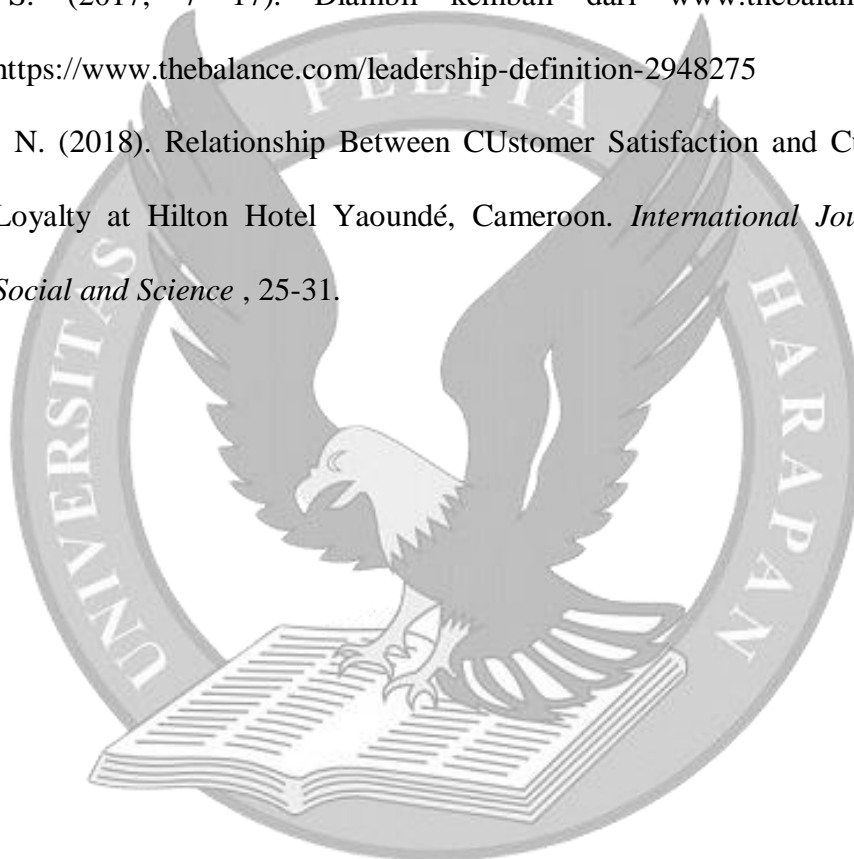 S. (2017, 7 17). Diambil kembali dari www.thebalan
https://www.thebalance.com/leadership-definition-2948275
N. (2018). Relationship Between CUstomer Satisfaction and Cu
Loyalty at Hilton Hotel Yaoundé, Cameroon. International Jou
Social and Science , 25-31.
UNIVERSITAS PELITA HARAPAN